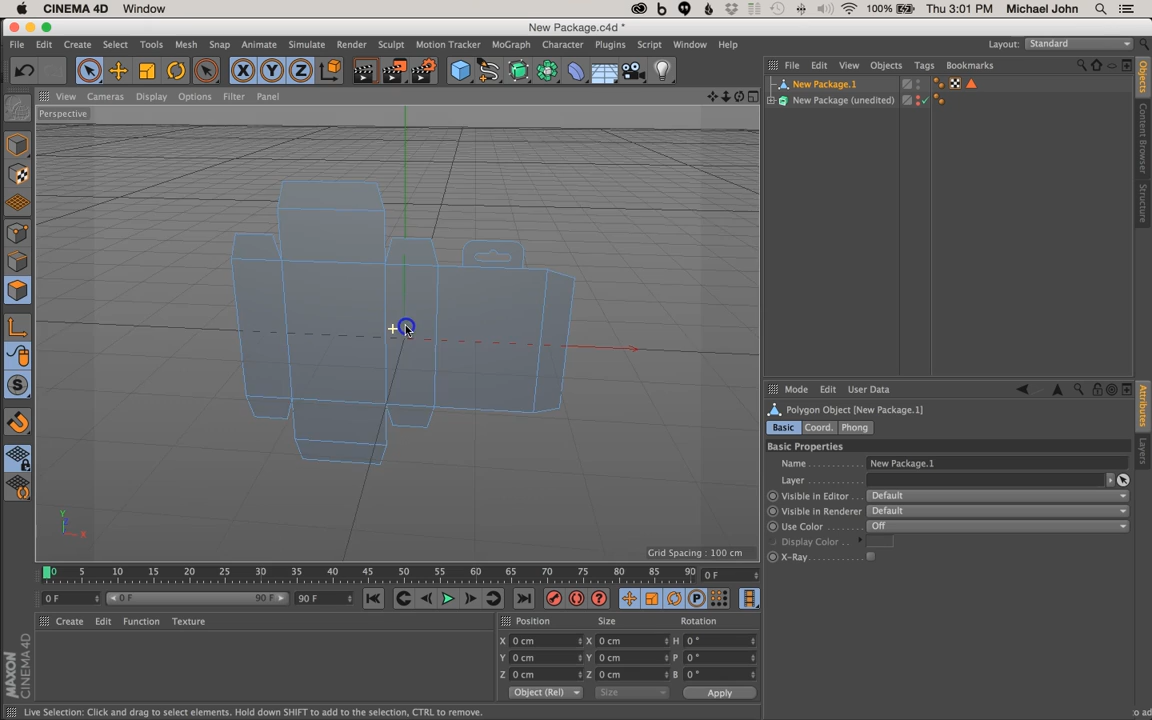 CINEMA 4D Window 100% Thu 3:01 PM Michael John
New Package.c4d *
File Edit Create Select Tools Mesh Snap Animate Simulate Render Sculpt Motion Tracker MoGraph Character Plugins Script Window Help Layout: Standard
X Y Z
File Edit View Objects Tags Bookmarks
New Package.1
New Package (unedited)
View Cameras Display Options Filter Panel
Perspective
Y
X
Grid Spacing : 100 cm
Objects
Content Browser
Structure
Attributes
Layers
Mode Edit User Data
Polygon Object [New Package.1]
Basic Coord. Phong
Basic Properties
Name New Package.1
Layer
Visible in Editor Default
Visible in Renderer Default
Use Color Off
Display Color
X-Ray
0 5 10 15 20 25 30 35 40 45 50 55 60 65 70 75 80 85 90 0 F
0 F 0 F 90 F 90 F P
Create Edit Function Texture
Position Size Rotation
X 0 cm X 0 cm H 0 °
Y 0 cm Y 0 cm P 0 °
Z 0 cm Z 0 cm B 0 °
Object (Rel) Size Apply
MAXON
CINEMA 4D
Live Selection: Click and drag to select elements. Hold down SHIFT to add to the selection, CTRL to remove.